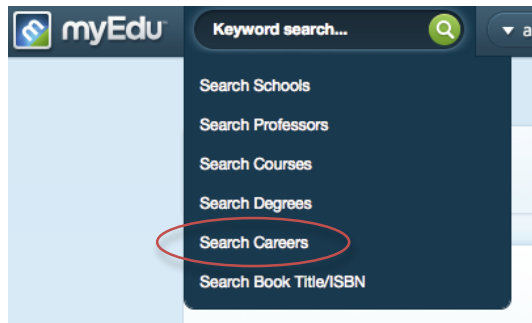 myEdu
Keyword search...
a
Search Schools
Search Professors
Search Courses
Search Degrees
Search Careers
Search Book Title/ISBN